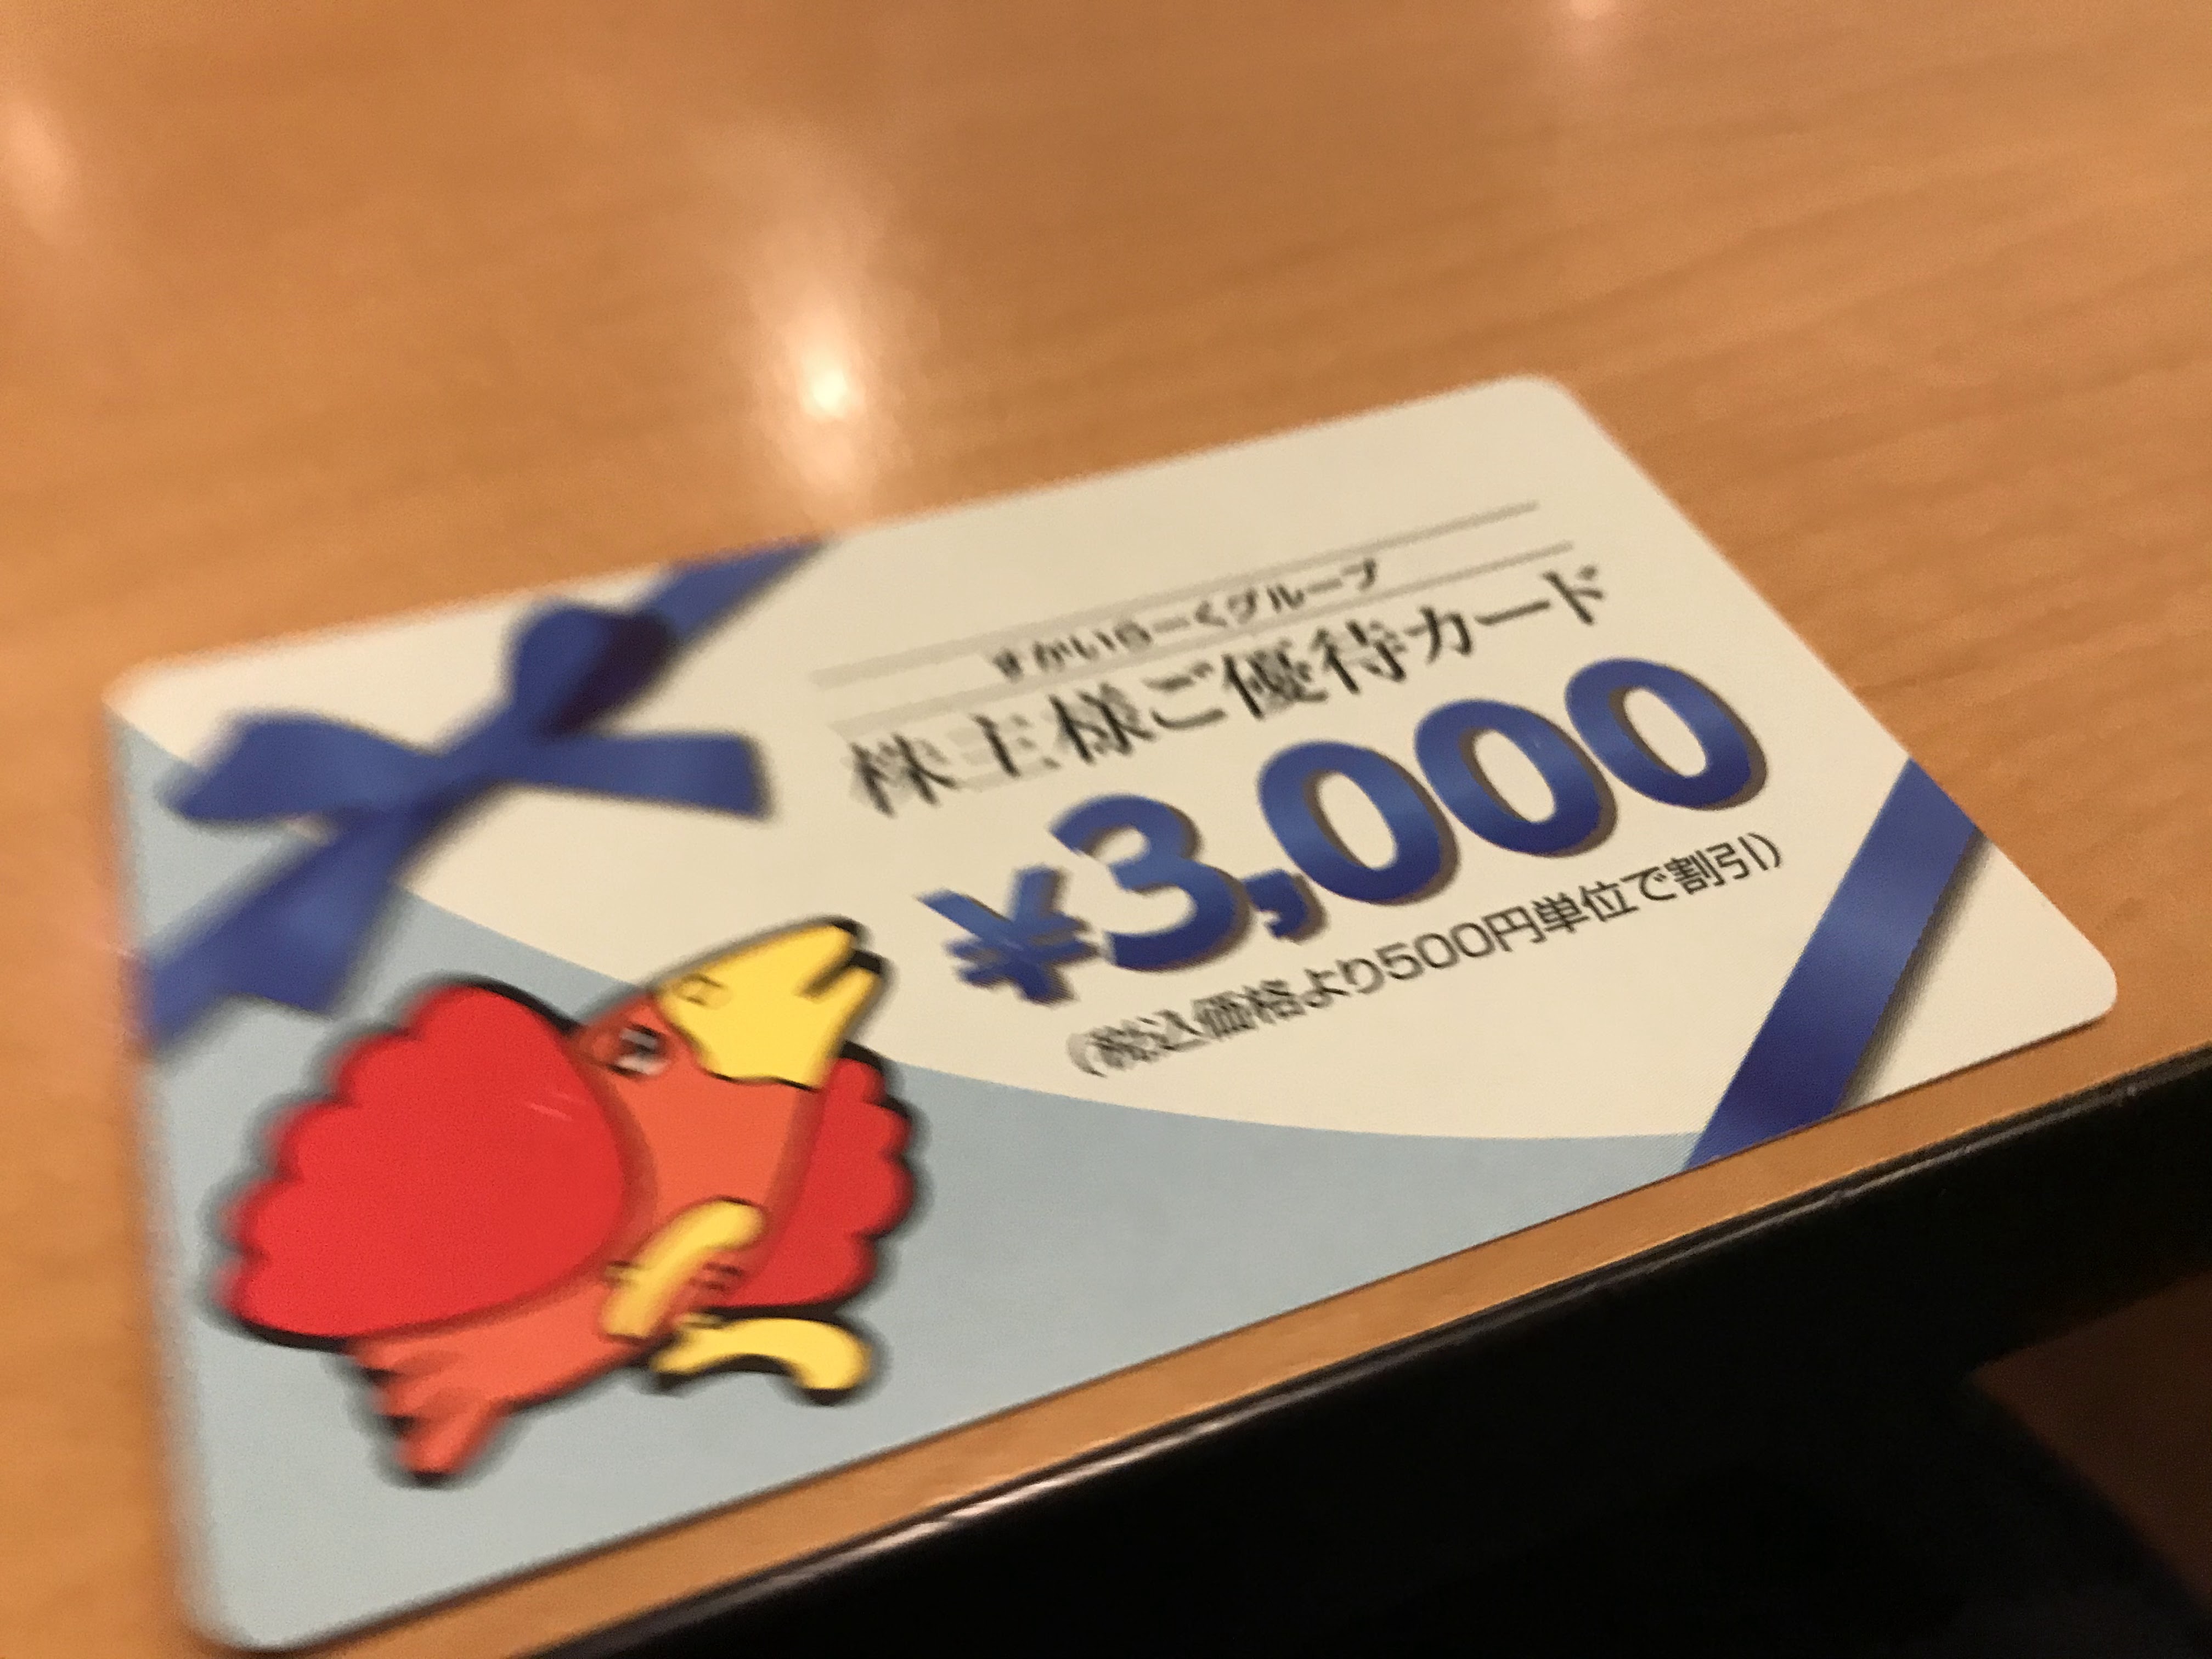 すかいらーくグループ
株主様ご優待カード
¥3,000
(税込価格より500円単位で割引)